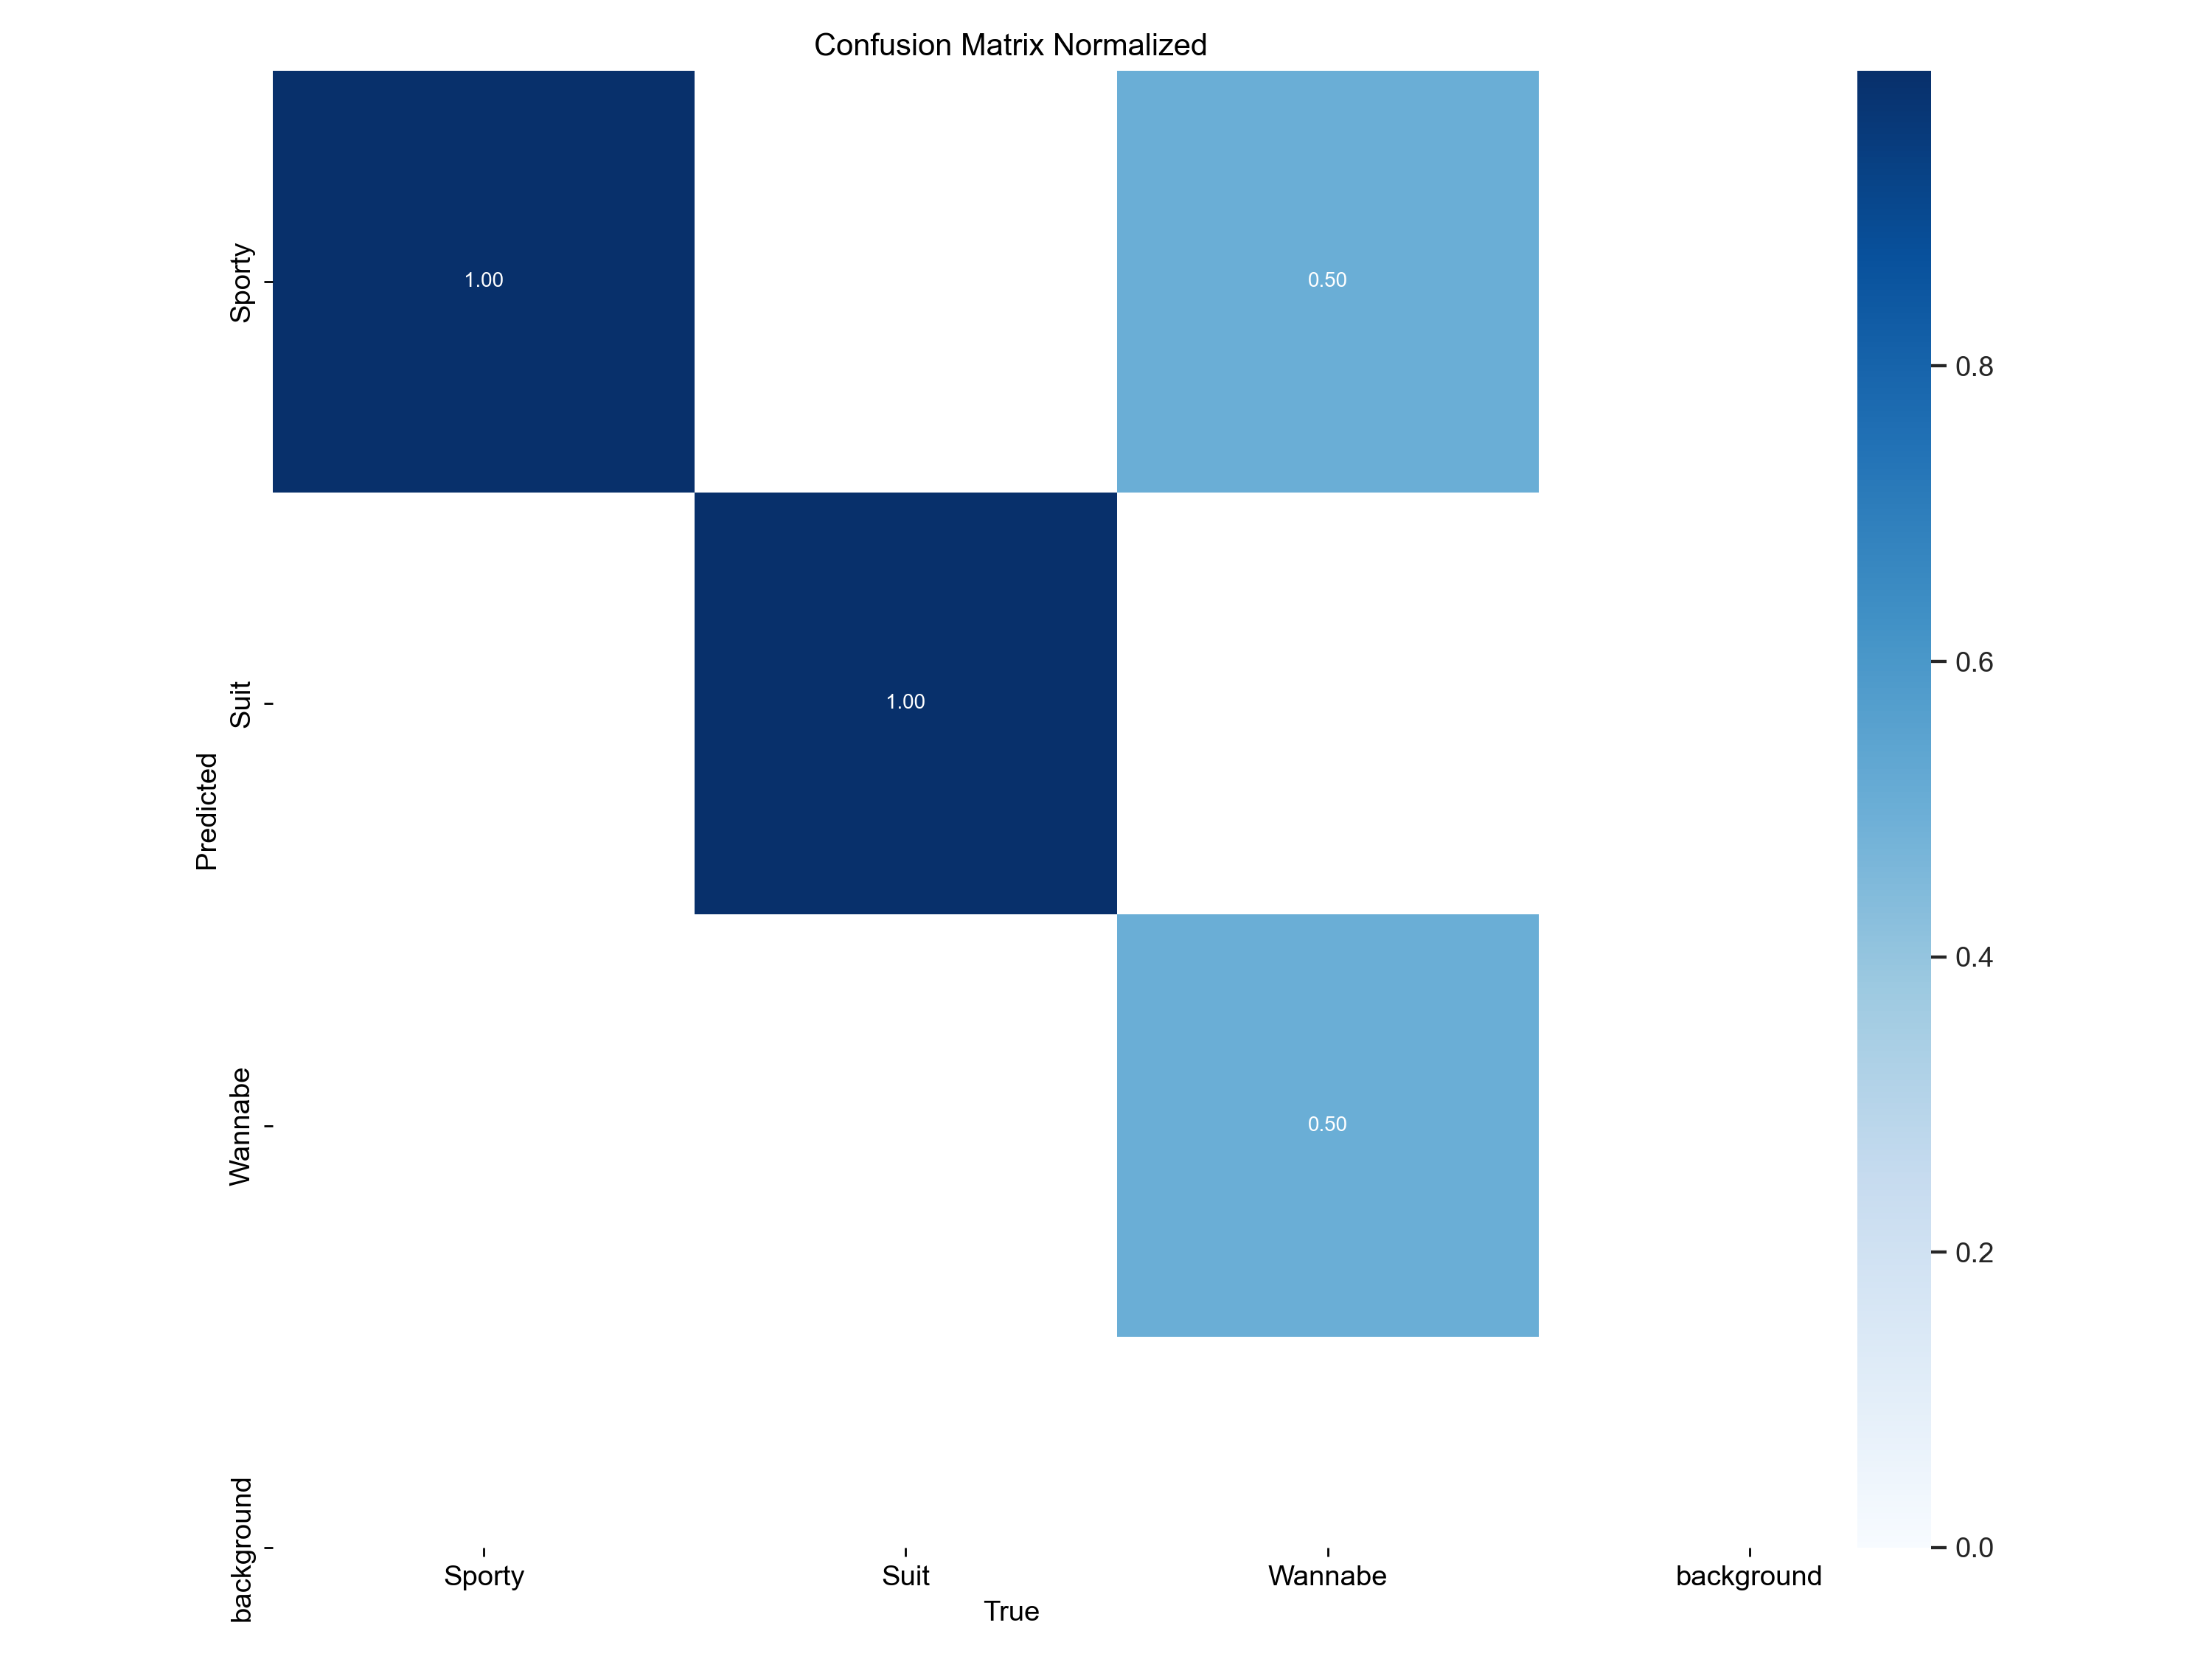 Confusion Matrix Normalized
Sporty
1.00
0.50
Suit
1.00
Wannabe
0.50
background
Predicted
Sporty
Suit
Wannabe
background
True
0.8
0.6
0.4
0.2
0.0